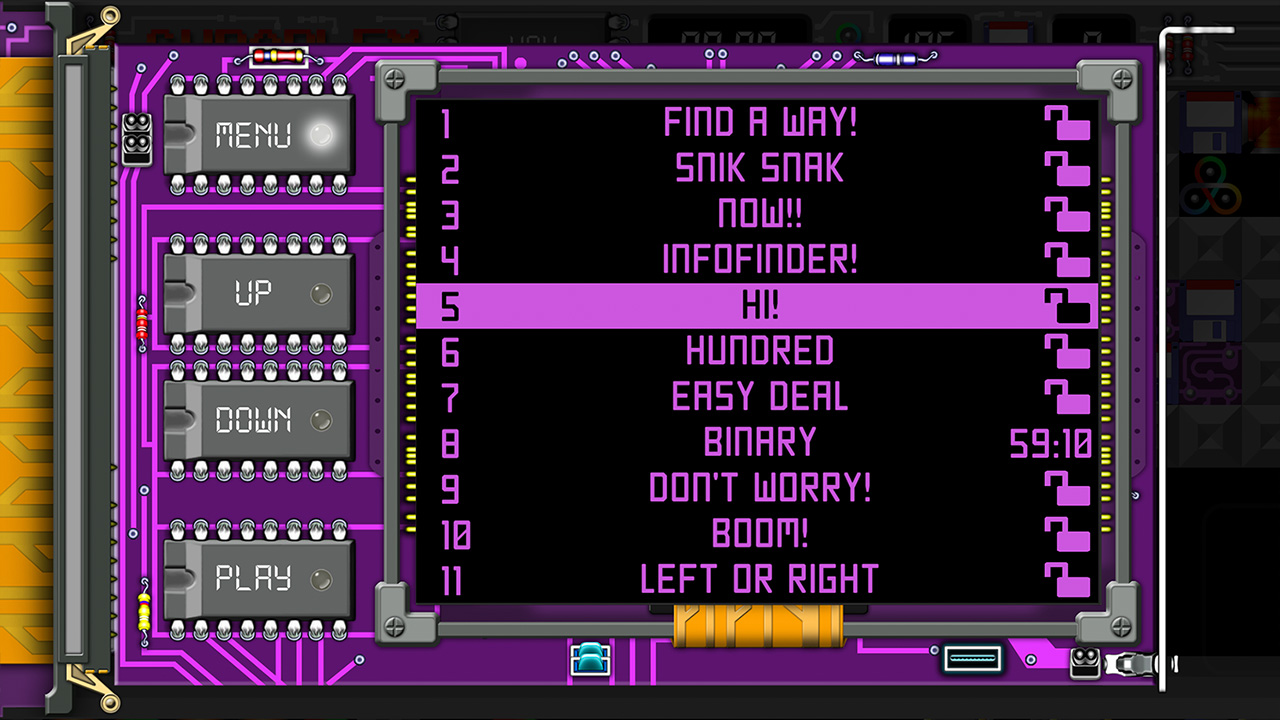 MENU
UP
DOWN
PLAY
1 FIND A WAY!
2 SNIK SNAK
3 NOW!!
4 INFOFINDER!
5 HI!
6 HUNDRED
7 EASY DEAL
8 BINARY 59:10
9 DON'T WORRY!
10 BOOM!
11 LEFT OR RIGHT